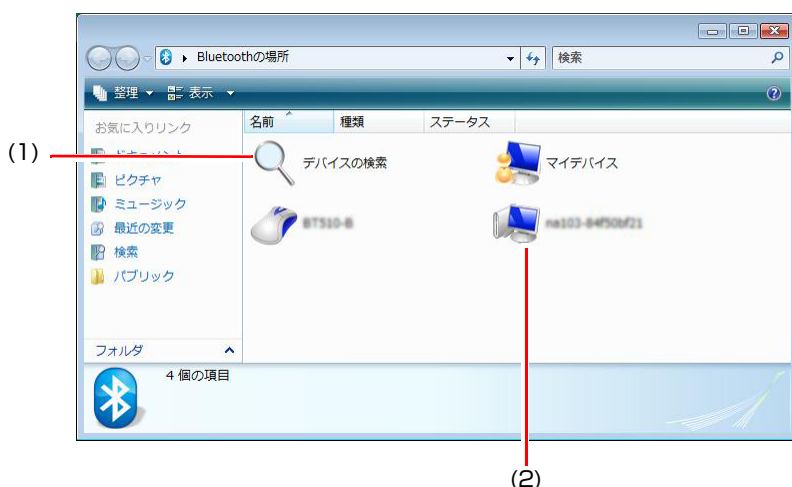 Bluetoothの場所
検索
整理
表示
お気に入りリンク
名前
種類
ステータス
(1)
デバイスの検索
マイデバイス
ピクチャ
ミュージック
最近の変更
検索
パブリック
BT510-B
フォルダ
4 個の項目
(2)